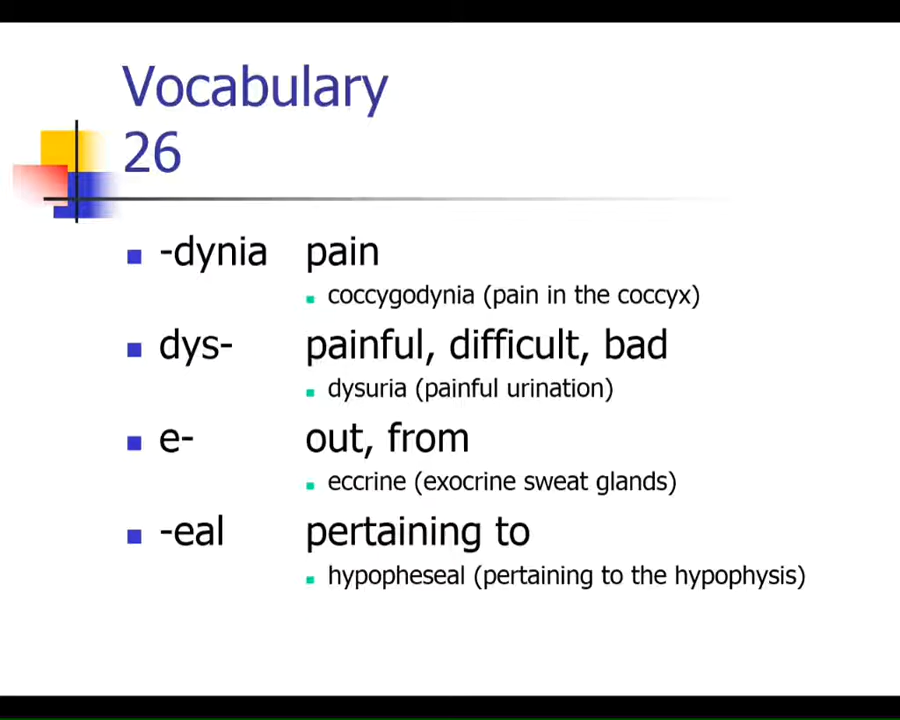 Vocabulary
26
-dynia pain
coccygodynia (pain in the coccyx)
dys- painful, difficult, bad
dysuria (painful urination)
e- out, from
eccrine (exocrine sweat glands)
-eal pertaining to
hypopheseal (pertaining to the hypophysis)